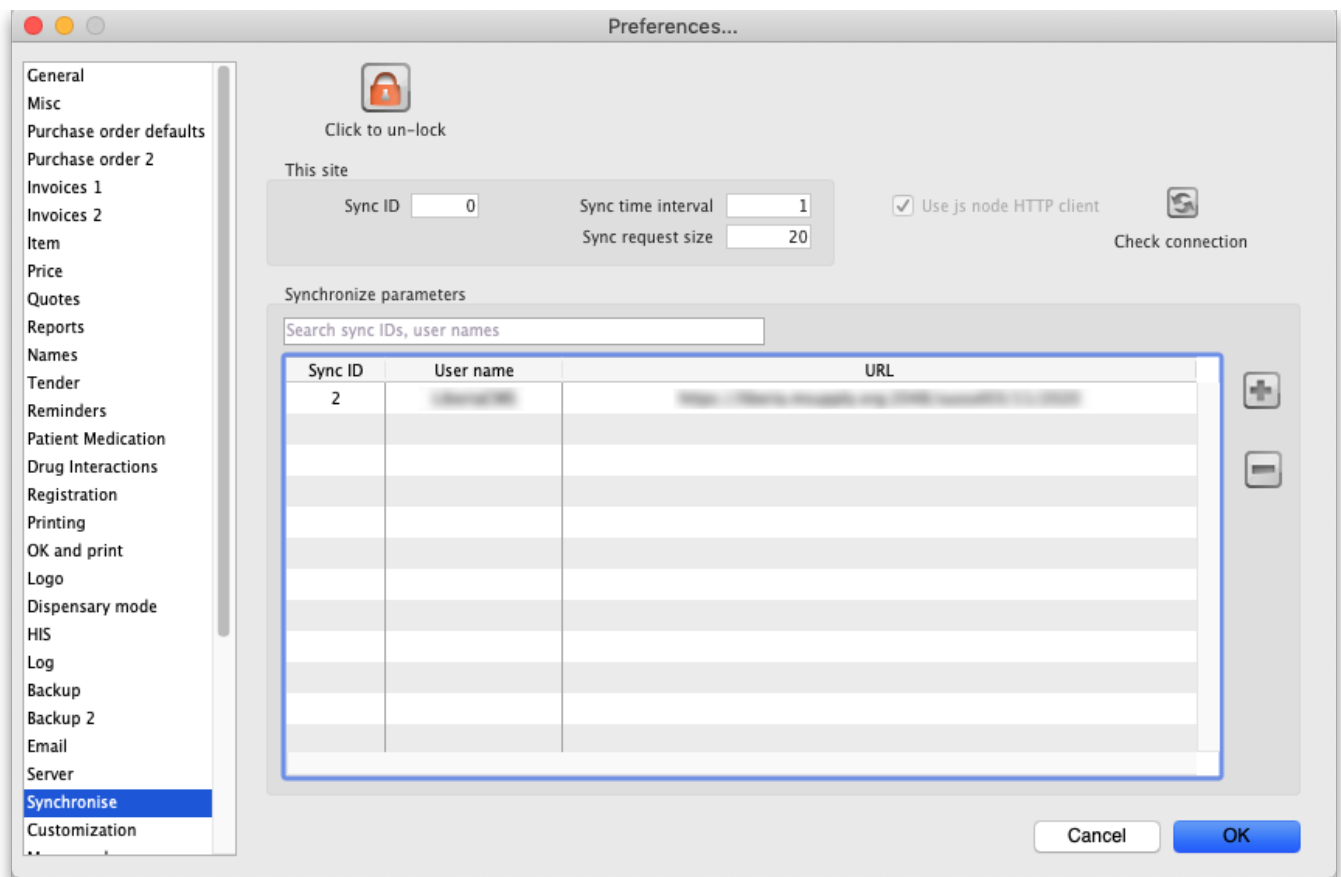 Preferences...
General
Misc
Purchase order defaults
Purchase order 2
Invoices 1
Invoices 2
Item
Price
Quotes
Reports
Names
Tender
Reminders
Patient Medication
Drug Interactions
Registration
Printing
OK and print
Logo
Dispensary mode
HIS
Log
Backup
Backup 2
Email
Server
Synchronise
Customization
Click to un-lock
This site
Sync ID 0
Sync time interval 1
Sync request size 20
Use js node HTTP client
Check connection
Synchronize parameters
Search sync IDs, user names
Sync ID User name URL
2
Cancel OK